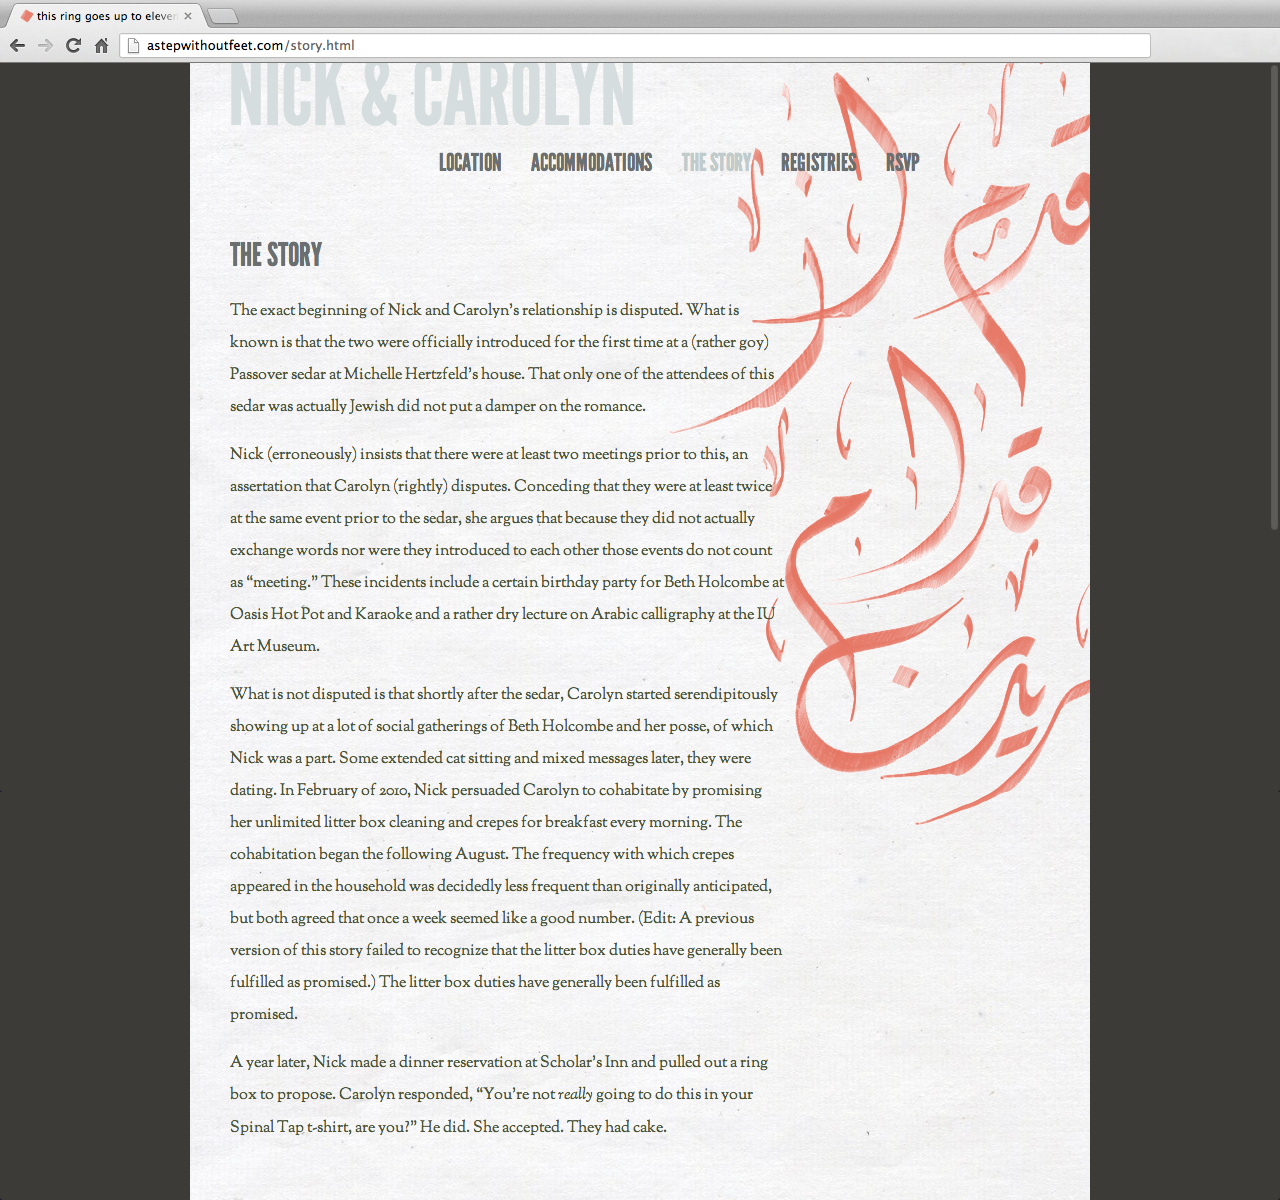 this ring goes up to eleven
astepwithoutfeet.com/story.html
NICK & CAROLYN
LOCATION ACCOMMODATIONS THE STORY REGISTRIES RSVP
THE STORY
The exact beginning of Nick and Carolyn’s relationship is disputed. What is
known is that the two were officially introduced for the first time at a (rather goy)
Passover sedar at Michelle Hertzfeld’s house. That only one of the attendees of this
sedar was actually Jewish did not put a damper on the romance.
Nick (erroneously) insists that there were at least two meetings prior to this, an
assertation that Carolyn (rightly) disputes. Conceding that they were at least twice
at the same event prior to the sedar, she argues that because they did not actually
exchange words nor were they introduced to each other those events do not count
as “meeting.” These incidents include a certain birthday party for Beth Holcombe at
Oasis Hot Pot and Karaoke and a rather dry lecture on Arabic calligraphy at the IU
Art Museum.
What is not disputed is that shortly after the sedar, Carolyn started serendipitously
showing up at a lot of social gatherings of Beth Holcombe and her posse, of which
Nick was a part. Some extended cat sitting and mixed messages later, they were
dating. In February of 2010, Nick persuaded Carolyn to cohabitate by promising
her unlimited litter box cleaning and crepes for breakfast every morning. The
cohabitation began the following August. The frequency with which crepes
appeared in the household was decidedly less frequent than originally anticipated,
but both agreed that once a week seemed like a good number. (Edit: A previous
version of this story failed to recognize that the litter box duties have generally been
fulfilled as promised.) The litter box duties have generally been fulfilled as
promised.
A year later, Nick made a dinner reservation at Scholar’s Inn and pulled out a ring
box to propose. Carolyn responded, “You’re not really going to do this in your
Spinal Tap t-shirt, are you?” He did. She accepted. They had cake.